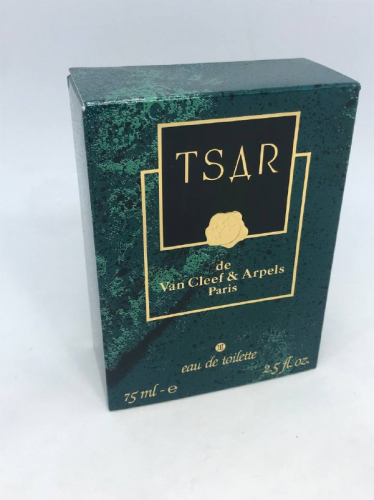 TSAR
de
Van Cleef & Arpels
Paris
eau de toilette
75 ml - e 2.5 fl. oz.